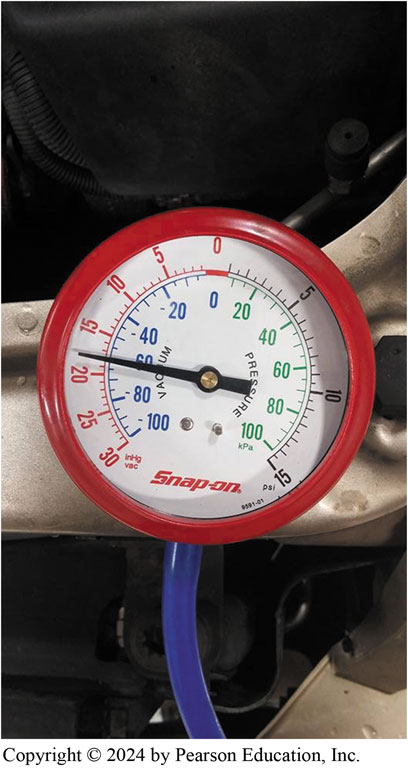 0
5
10
15
20
25
30
inHg
vac
5
10
15
psi
0
-20
-40
-60
-80
-100
20
40
60
80
100
kPa
VACUUM
PRESSURE
Snap-on
9591-01
Copyright © 2024 by Pearson Education, Inc.